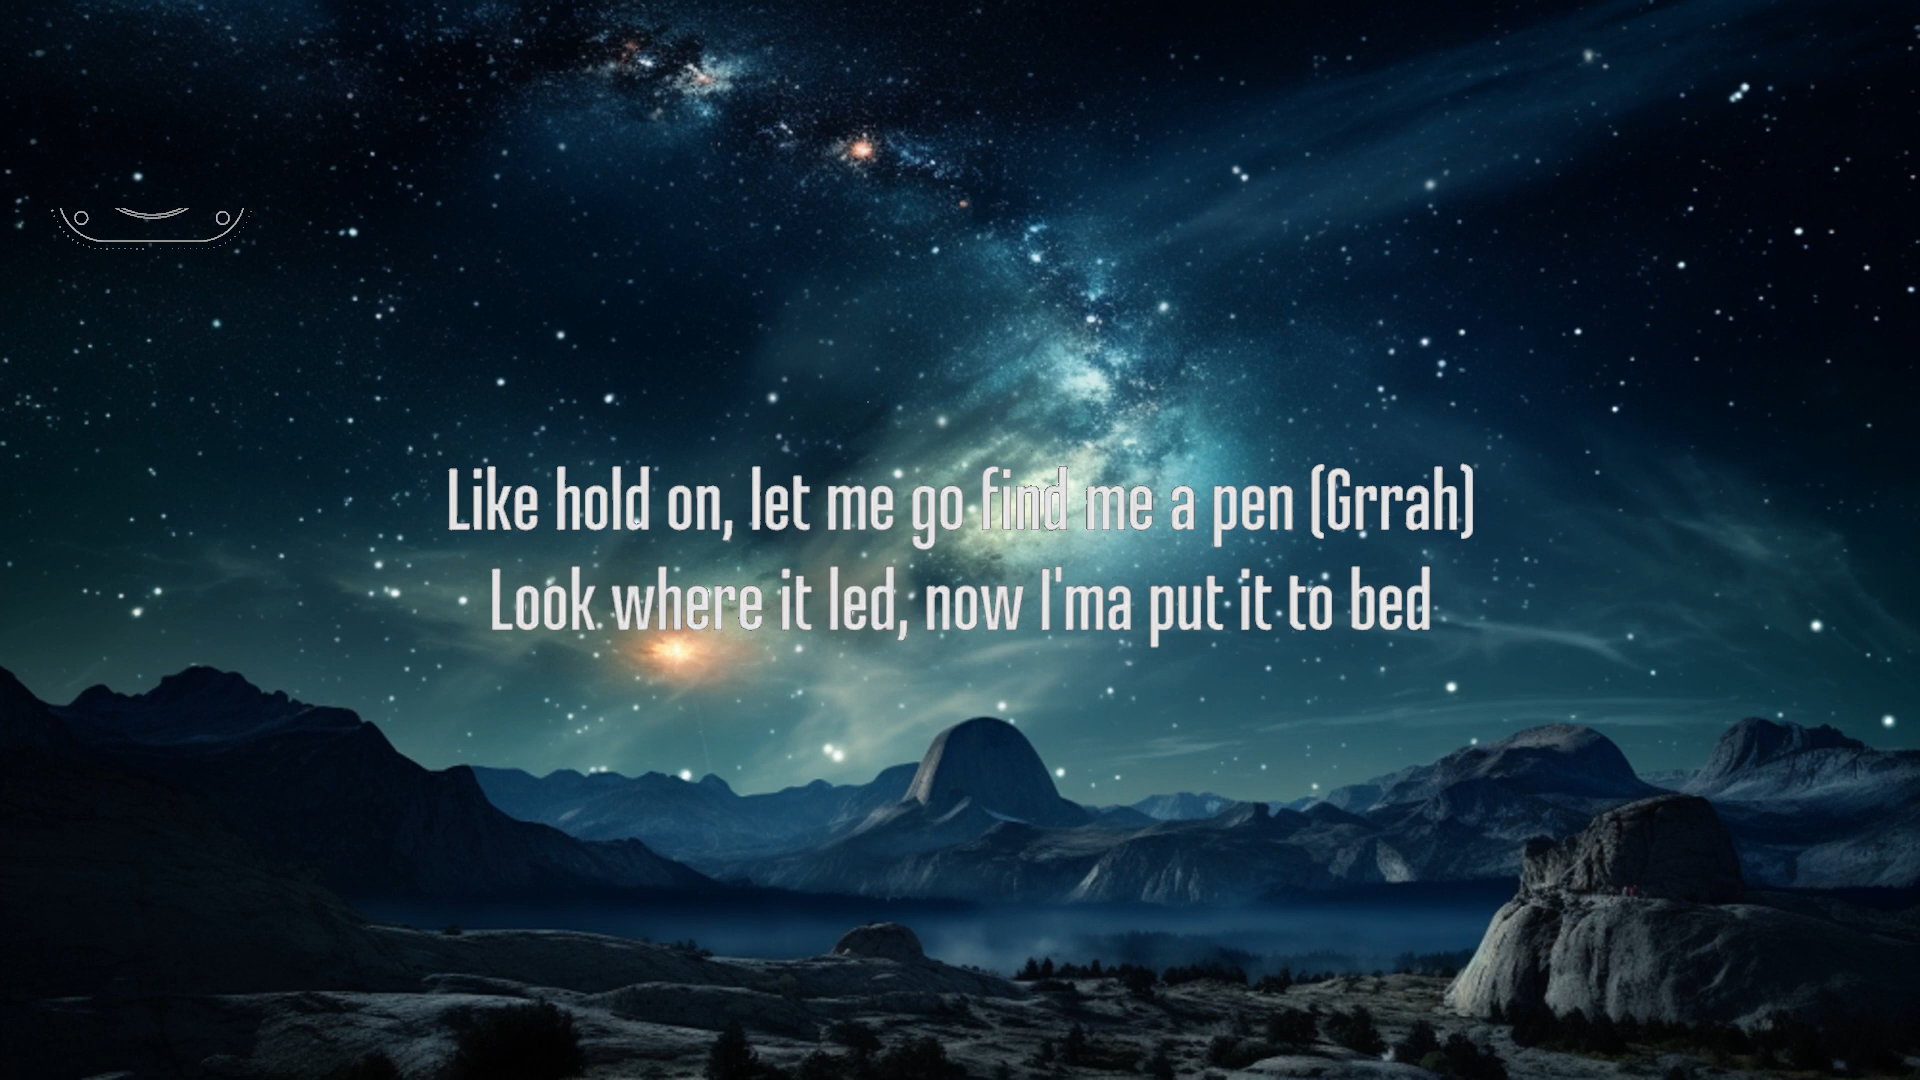 Like hold on, let me go find me a pen (Grrah)
Look where it led, now I'ma put it to bed